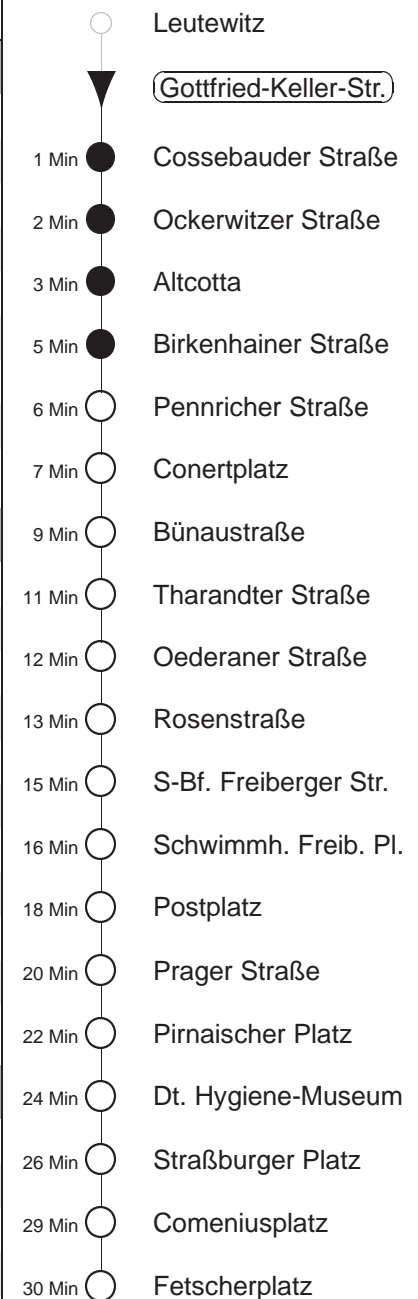 Leutewitz
Gottfried-Keller-Str.
1 Min Cossebauder Straße
2 Min Ockerwitzer Straße
3 Min Altcotta
5 Min Birkenhainer Straße
6 Min Pennricher Straße
7 Min Conertplatz
9 Min Bünaustraße
11 Min Tharandter Straße
12 Min Oederaner Straße
13 Min Rosenstraße
15 Min S-Bf. Freiberger Str.
16 Min Schwimmh. Freib. Pl.
18 Min Postplatz
20 Min Prager Straße
22 Min Pirnaischer Platz
24 Min Dt. Hygiene-Museum
26 Min Straßburger Platz
29 Min Comeniusplatz
30 Min Fetscherplatz